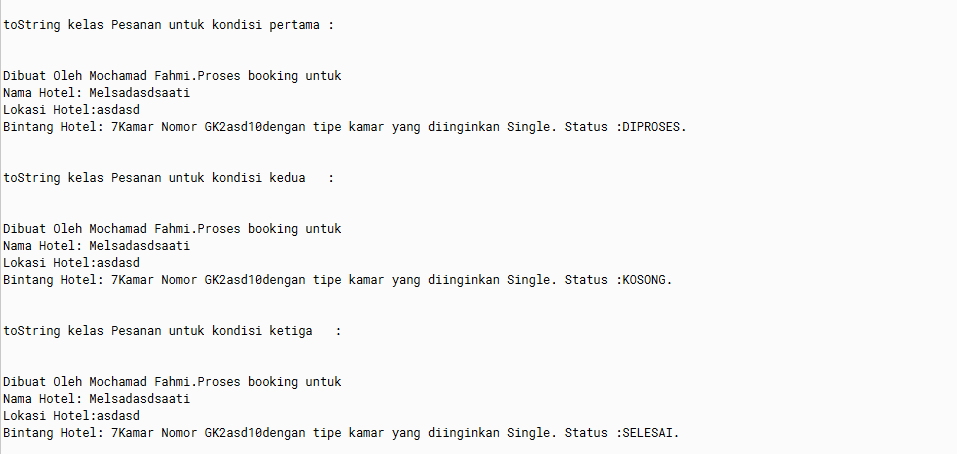 toString kelas Pesanan untuk kondisi pertama :
Dibuat Oleh Mochamad Fahmi.Proses booking untuk
Nama Hotel: Melsadasdsaati
Lokasi Hotel:asdasd
Bintang Hotel: 7Kamar Nomor GK2asd10dengan tipe kamar yang diinginkan Single. Status :DIPROSES.
toString kelas Pesanan untuk kondisi kedua   :
Dibuat Oleh Mochamad Fahmi.Proses booking untuk
Nama Hotel: Melsadasdsaati
Lokasi Hotel:asdasd
Bintang Hotel: 7Kamar Nomor GK2asd10dengan tipe kamar yang diinginkan Single. Status :KOSONG.
toString kelas Pesanan untuk kondisi ketiga   :
Dibuat Oleh Mochamad Fahmi.Proses booking untuk
Nama Hotel: Melsadasdsaati
Lokasi Hotel:asdasd
Bintang Hotel: 7Kamar Nomor GK2asd10dengan tipe kamar yang diinginkan Single. Status :SELESAI.